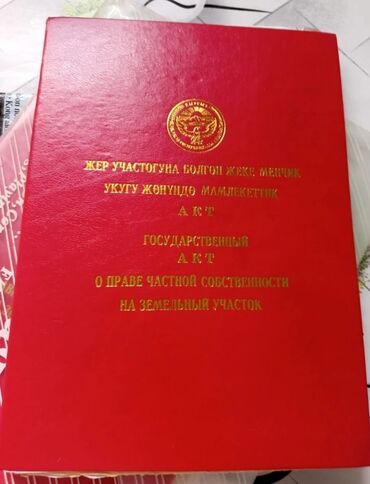 ЖЕР УЧАСТОГУНА БОЛГОН ЖЕКЕ МЕНЧИК
УКУГУ ЖӨНҮНДӨ МАМЛЕКЕТТИК
А К Т
ГОСУДАРСТВЕННЫЙ
А К Т
О ПРАВЕ ЧАСТНОЙ СОБСТВЕННОСТИ
НА ЗЕМЕЛЬНЫЙ УЧАСТОК